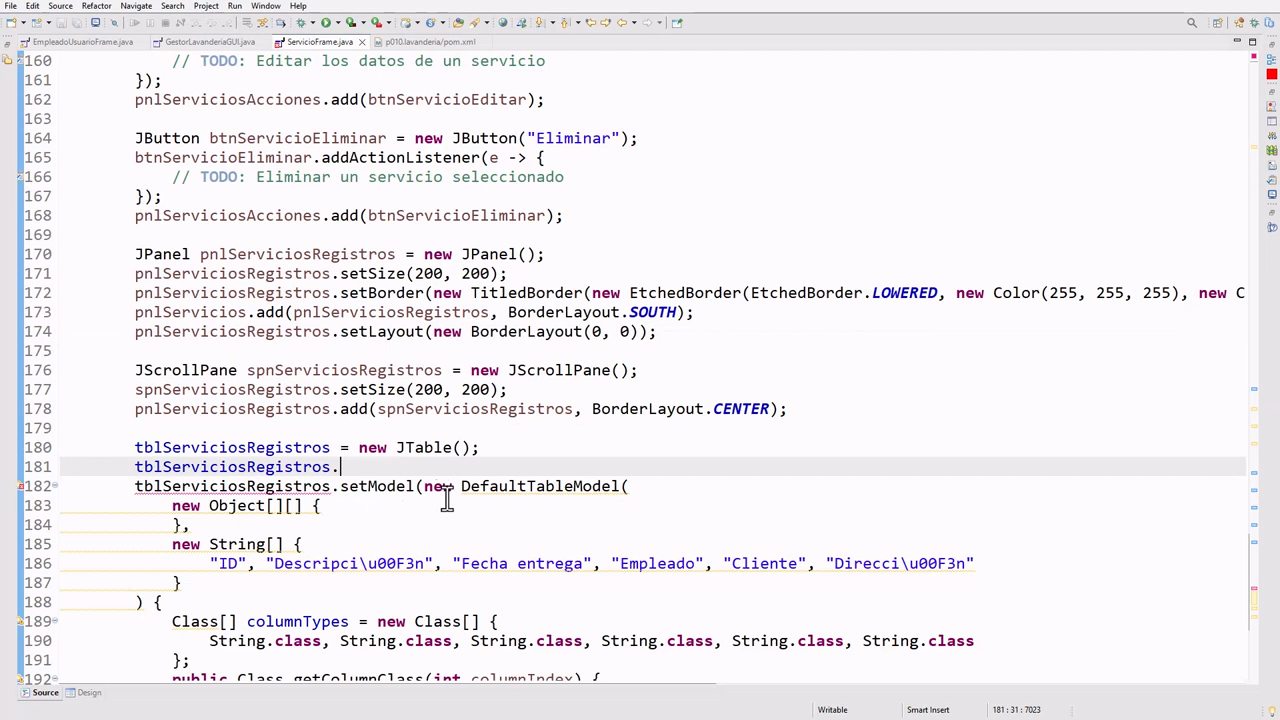 File Edit Source Refactor Navigate Search Project Run Window Help
EmpleadoUsuarioFrame.java GestorLavanderiaGUI.java ServicioFrame.java p010.lavanderia/pom.xml
160 // TODO: Editar los datos de un servicio
161 });
162 pnlServiciosAcciones.add(btnServicioEditar);
163
164 JButton btnServicioEliminar = new JButton("Eliminar");
165 btnServicioEliminar.addActionListener(e -> {
166 // TODO: Eliminar un servicio seleccionado
167 });
168 pnlServiciosAcciones.add(btnServicioEliminar);
169
170 JPanel pnlServiciosRegistros = new JPanel();
171 pnlServiciosRegistros.setSize(200, 200);
172 pnlServiciosRegistros.setBorder(new TitledBorder(new EtchedBorder(EtchedBorder.LOWERED, new Color(255, 255, 255), new C
173 pnlServicios.add(pnlServiciosRegistros, BorderLayout.SOUTH);
174 pnlServiciosRegistros.setLayout(new BorderLayout(0, 0));
175
176 JScrollPane spnServiciosRegistros = new JScrollPane();
177 spnServiciosRegistros.setSize(200, 200);
178 pnlServiciosRegistros.add(spnServiciosRegistros, BorderLayout.CENTER);
179
180 tblServiciosRegistros = new JTable();
181 tblServiciosRegistros.
182 tblServiciosRegistros.setModel(new DefaultTableModel(
183 new Object[][] {
184 },
185 new String[] {
186 "ID", "Descripci\u00F3n", "Fecha entrega", "Empleado", "Cliente", "Direcci\u00F3n"
187 }
188 ) {
189 Class[] columnTypes = new Class[] {
190 String.class, String.class, String.class, String.class, String.class, String.class
191 };
192 public Class getColumnClass(int columnIndex) {
Source Design
Writable Smart Insert 181 : 31 : 7023